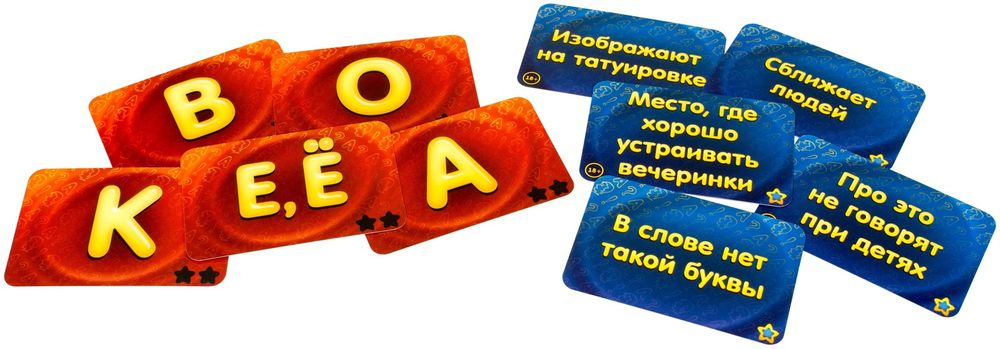 В
О
К
Е,Ё
А
Изображают
на татуировке
18+
Сближает
людей
Место, где
хорошо
устраивать
вечеринки
18+
Про это
не говорят
при детях
В слове нет
такой буквы